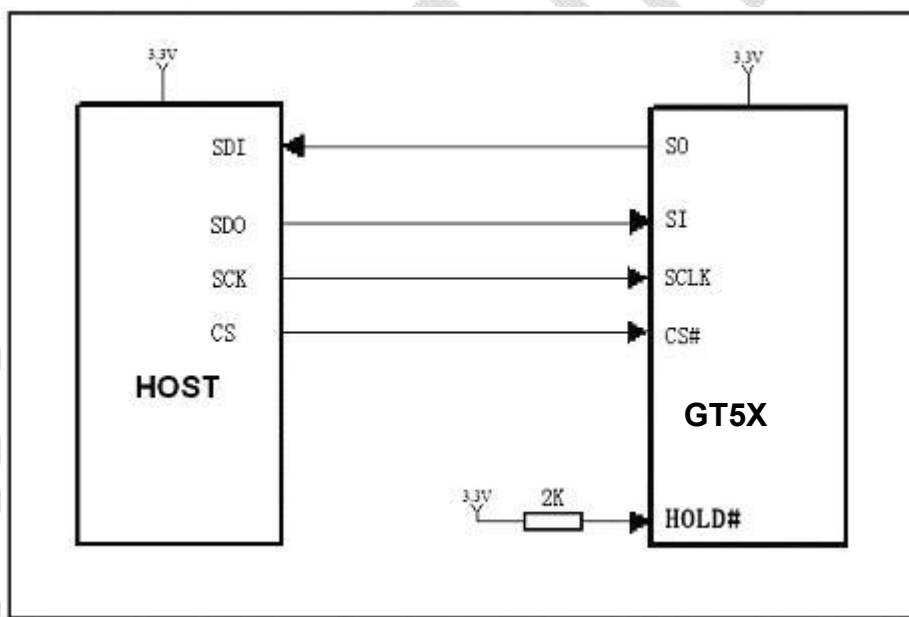 3.3V 3.3V
SDI SO
SDO SI
SCK SCLK
CS CS#
HOST GT5X
3.3V 2K HOLD#